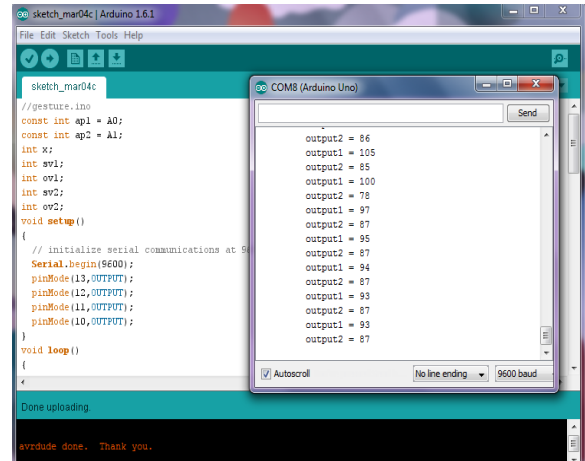 sketch_mar04c | Arduino 1.6.1
File Edit Sketch Tools Help
sketch_mar04c
//gesture.ino
const int ap1 = A0;
const int ap2 = A1;
int x;
int sv1;
int ov1;
int sv2;
int ov2;
void setup()
{
// initialize serial communications at
Serial.begin(9600);
pinMode(13,OUTPUT);
pinMode(12,OUTPUT);
pinMode(11,OUTPUT);
pinMode(10,OUTPUT);
}
void loop()
{
Done uploading.
avrdude done. Thank you.
COM8 (Arduino Uno)
Send
output2 = 86
output1 = 105
output2 = 85
output1 = 100
output2 = 78
output1 = 97
output2 = 87
output1 = 95
output2 = 87
output1 = 94
output2 = 87
output1 = 93
output2 = 87
output1 = 93
output2 = 87
Autoscroll
No line ending
9600 baud